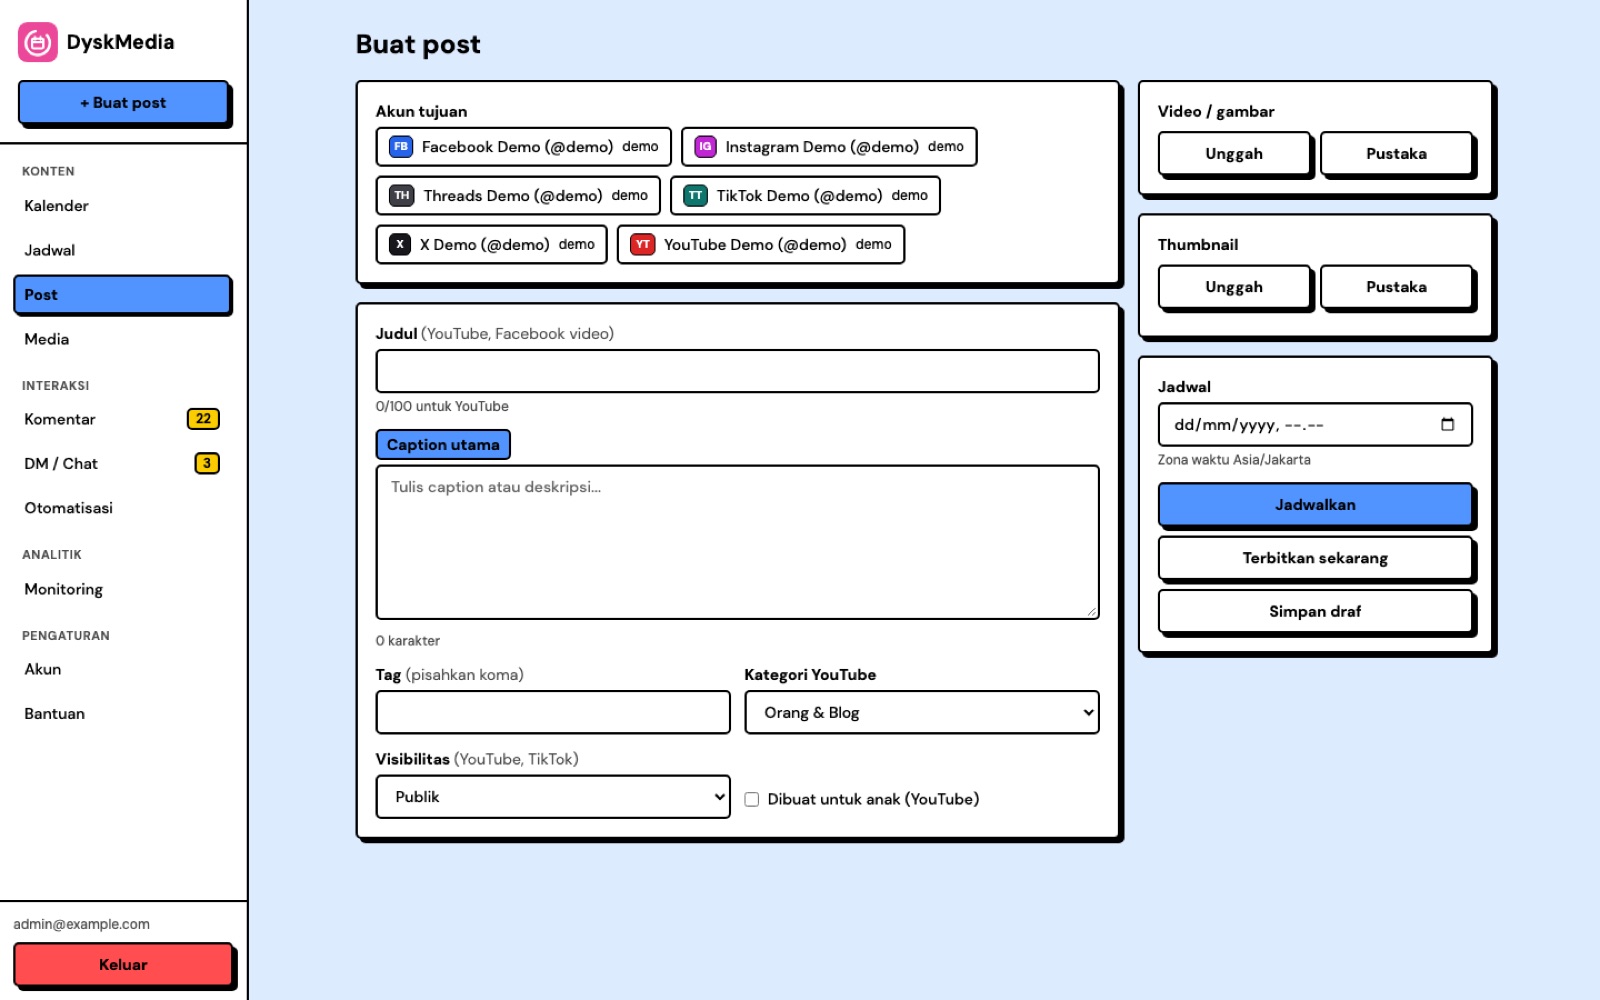 DyskMedia
+ Buat post
KONTEN
Kalender
Jadwal
Post
Media
INTERAKSI
Komentar 22
DM / Chat 3
Otomatisasi
ANALITIK
Monitoring
PENGATURAN
Akun
Bantuan
admin@example.com
Keluar
Buat post
Akun tujuan
FB Facebook Demo (@demo) demo
IG Instagram Demo (@demo) demo
TH Threads Demo (@demo) demo
TT TikTok Demo (@demo) demo
X X Demo (@demo) demo
YT YouTube Demo (@demo) demo
Judul (YouTube, Facebook video)
0/100 untuk YouTube
Caption utama
Tulis caption atau deskripsi...
0 karakter
Tag (pisahkan koma)
Kategori YouTube
Orang & Blog
Visibilitas (YouTube, TikTok)
Publik
Dibuat untuk anak (YouTube)
Video / gambar
Unggah
Pustaka
Thumbnail
Unggah
Pustaka
Jadwal
dd/mm/yyyy, --.--
Zona waktu Asia/Jakarta
Jadwalkan
Terbitkan sekarang
Simpan draf